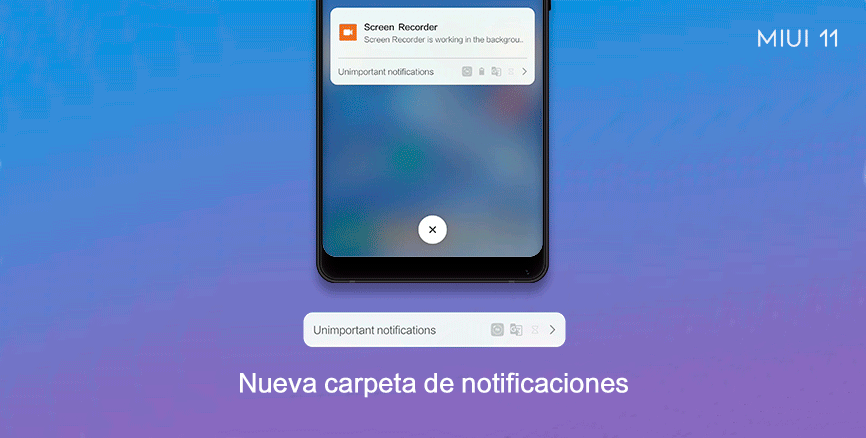 MIUI 11
Screen Recorder
Screen Recorder is working in the backgrou..
Unimportant notifications
Unimportant notifications
Nueva carpeta de notificaciones